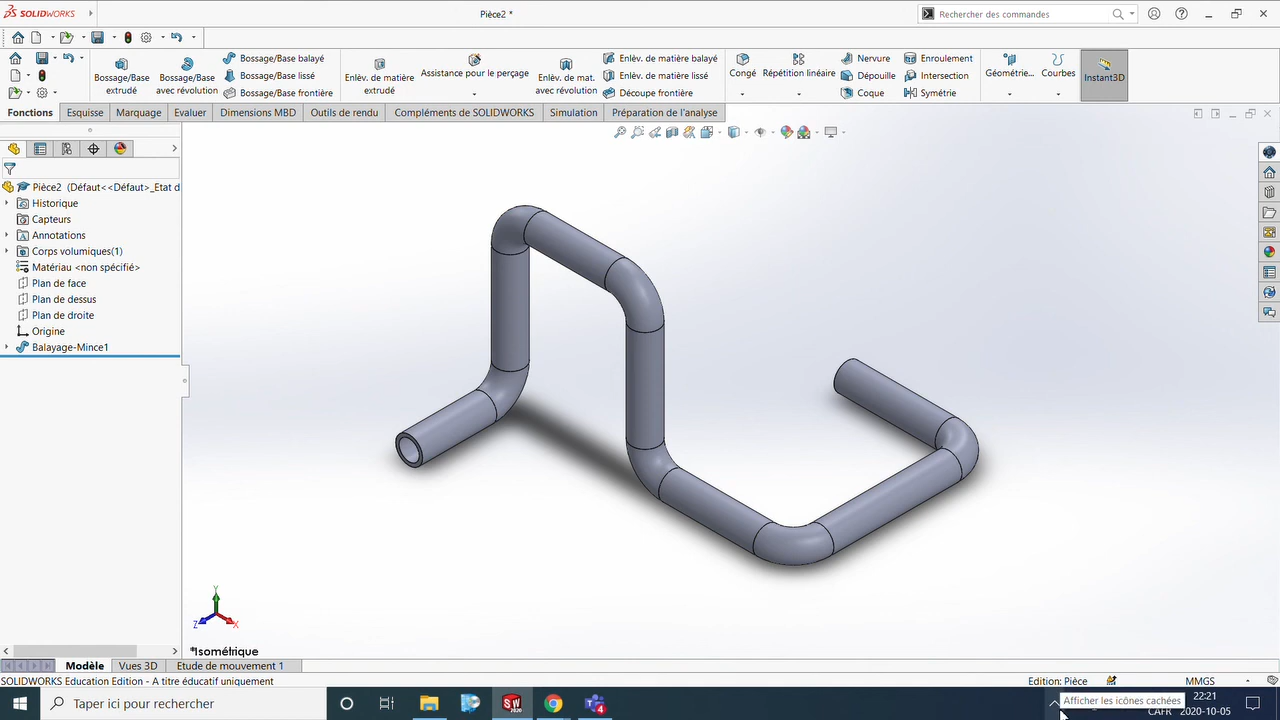 SOLIDWORKS
Pièce2 *
Rechercher des commandes
Bossage/Base extrudé
Bossage/Base avec révolution
Bossage/Base balayé
Bossage/Base lissé
Bossage/Base frontière
Enlèv. de matière extrudé
Assistance pour le perçage
Enlèv. de mat. avec révolution
Enlèv. de matière balayé
Enlèv. de matière lissé
Découpe frontière
Congé
Répétition linéaire
Nervure
Dépouille
Coque
Enroulement
Intersection
Symétrie
Géométrie...
Courbes
Instant3D
Fonctions
Esquisse
Marquage
Evaluer
Dimensions MBD
Outils de rendu
Compléments de SOLIDWORKS
Simulation
Préparation de l'analyse
Pièce2 (Défaut<<Défaut>_Etat d
Historique
Capteurs
Annotations
Corps volumiques(1)
Matériau <non spécifié>
Plan de face
Plan de dessus
Plan de droite
Origine
Balayage-Mince1
Y
Z
X
*Isométrique
Modèle
Vues 3D
Etude de mouvement 1
SOLIDWORKS Education Edition - A titre éducatif uniquement
Edition: Pièce
MMGS
Taper ici pour rechercher
SW
2020
4
Afficher les icônes cachées
22:21
CAFR
2020-10-05